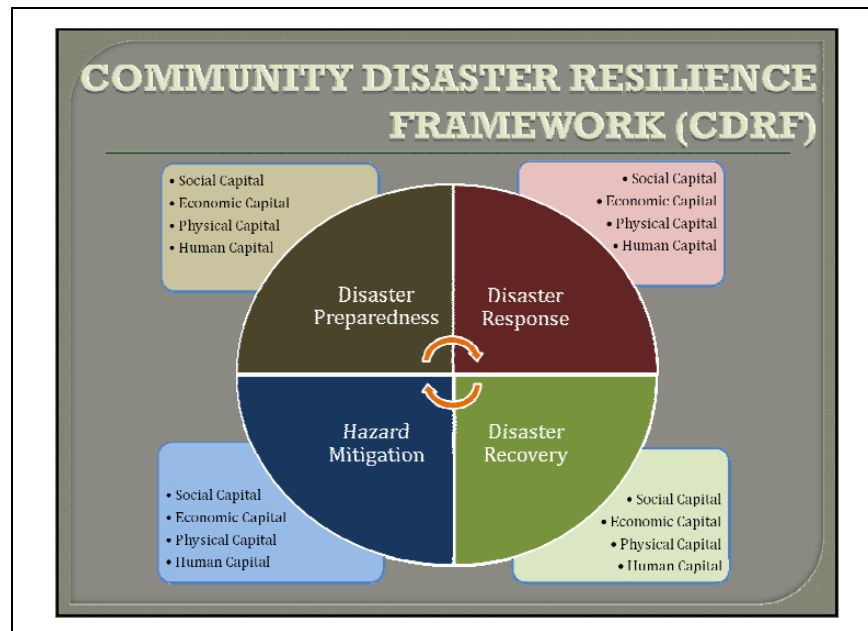 COMMUNITY DISASTER RESILIENCE
FRAMEWORK (CDRF)
• Social Capital
• Economic Capital
• Physical Capital
• Human Capital
• Social Capital
• Economic Capital
• Physical Capital
• Human Capital
Disaster
Preparedness
Disaster
Response
Hazard
Mitigation
Disaster
Recovery
• Social Capital
• Economic Capital
• Physical Capital
• Human Capital
• Social Capital
• Economic Capital
• Physical Capital
• Human Capital